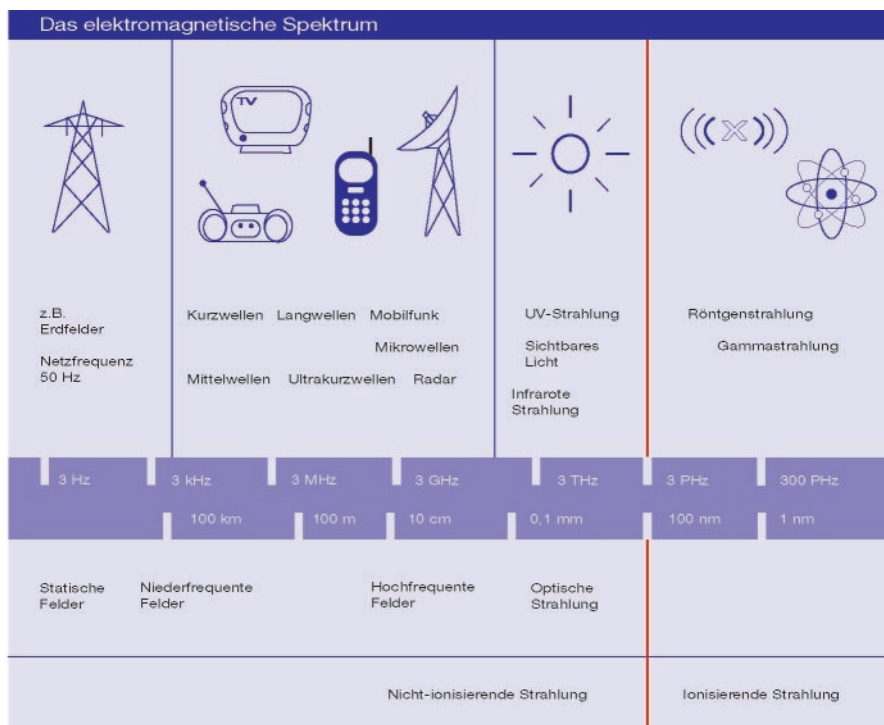 Das elektromagnetische Spektrum
TV
X
z.B.
Erdfelder
Netzfrequenz
50 Hz
Kurzwellen Langwellen Mobilfunk
Mikrowellen
Mittelwellen Ultrakurzwellen Radar
UV-Strahlung
Sichtbares
Licht
Infrarote
Strahlung
Röntgenstrahlung
Gammastrahlung
3 Hz 3 kHz 3 MHz 3 GHz 3 THz 3 PHz 300 PHz
100 km 100 m 10 cm 0,1 mm 100 nm 1 nm
Statische
Felder
Niederfrequente
Felder
Hochfrequente
Felder
Optische
Strahlung
Nicht-ionisierende Strahlung Ionisierende Strahlung